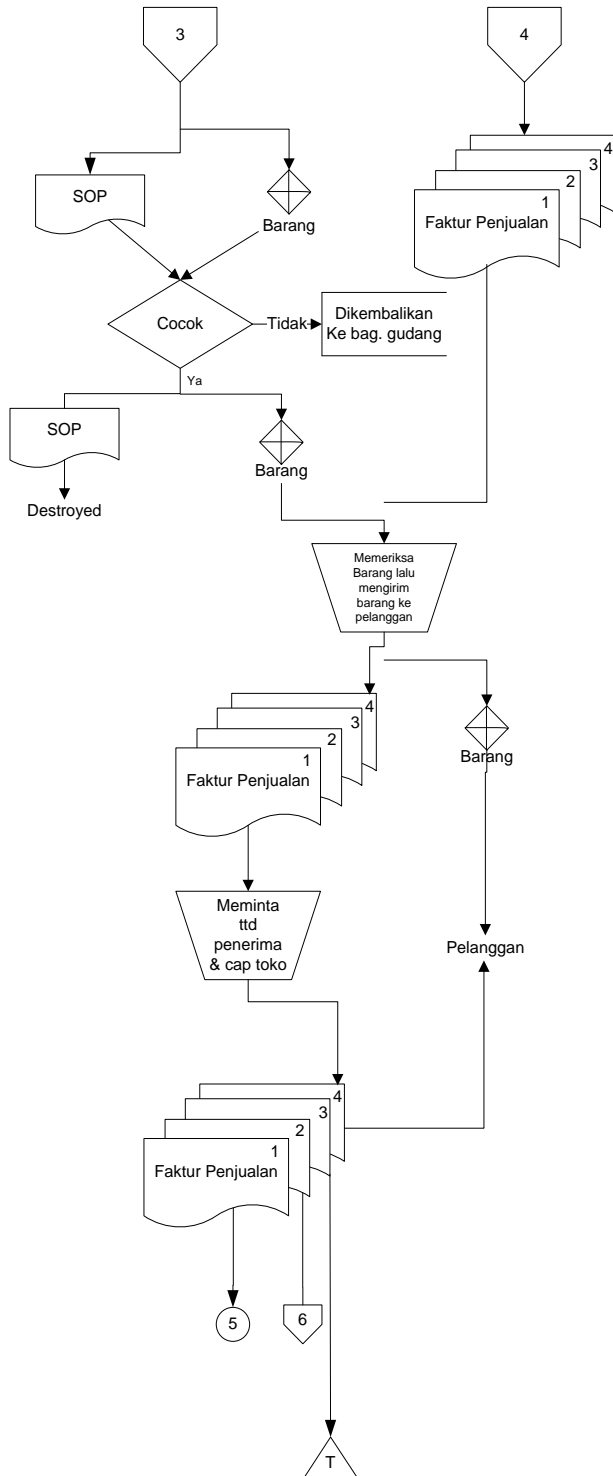 3
4
SOP
Barang
4
3
2
1
Faktur Penjualan
Cocok
Tidak
Dikembalikan
Ke bag. gudang
Ya
SOP
Barang
Destroyed
Memeriksa
Barang lalu
mengirim
barang ke
pelanggan
4
3
2
1
Faktur Penjualan
Barang
Meminta
ttd
penerima
& cap toko
Pelanggan
4
3
2
1
Faktur Penjualan
5
6
T